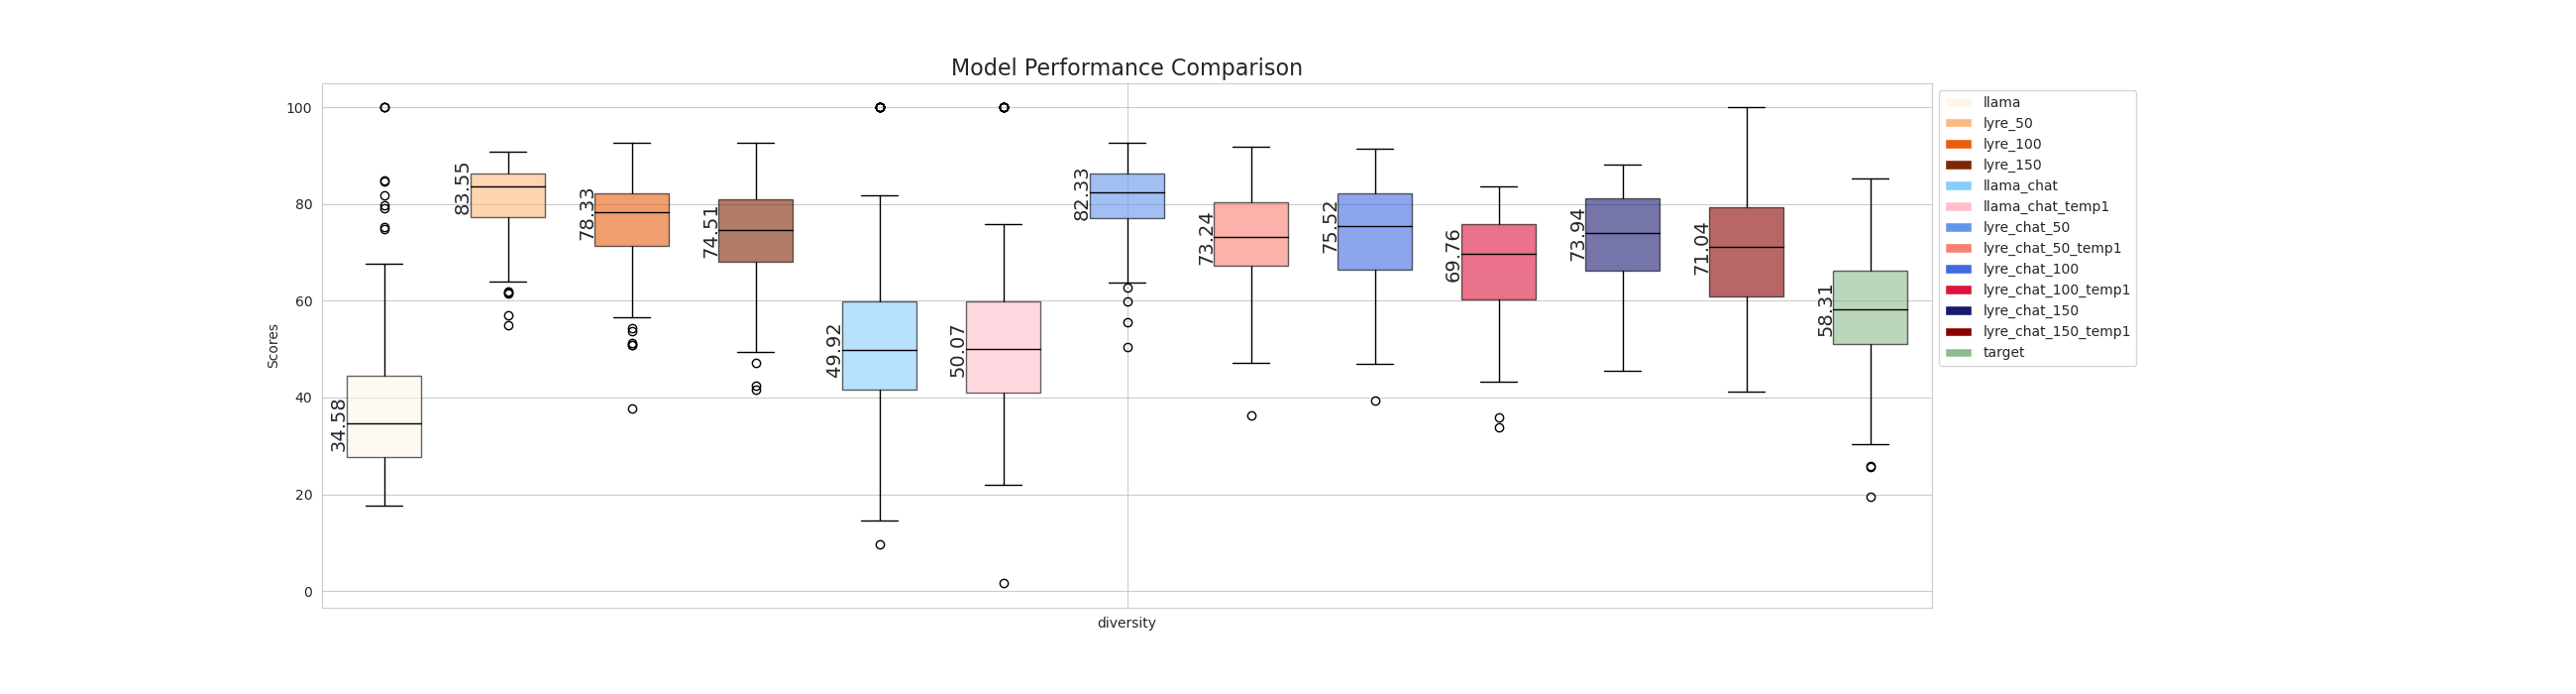 Model Performance Comparison
Scores
100
80
60
40
20
0
34.58
83.55
78.33
74.51
49.92
50.07
82.33
73.24
75.52
69.76
73.94
71.04
58.31
diversity
llama
lyre_50
lyre_100
lyre_150
llama_chat
llama_chat_temp1
lyre_chat_50
lyre_chat_50_temp1
lyre_chat_100
lyre_chat_100_temp1
lyre_chat_150
lyre_chat_150_temp1
target